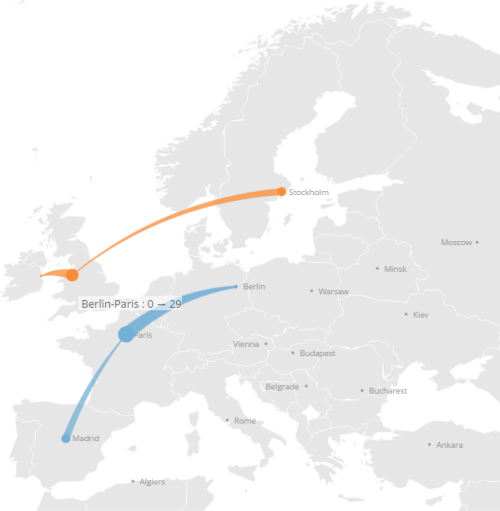 Stockholm
Moscow
Minsk
Berlin
Warsaw
Berlin-Paris : 0 → 29
Kiev
Paris
Vienna
Budapest
Belgrade
Bucharest
Rome
Madrid
Ankara
Algiers